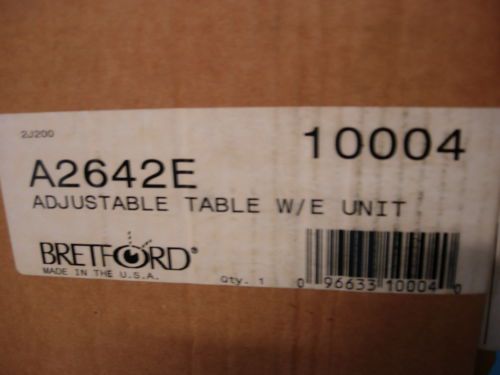 2J200
10004
A2642E
ADJUSTABLE TABLE W/E UNIT
BRETFORD®
MADE IN THE U.S.A.
Qty. 1
0 96633 10004 0